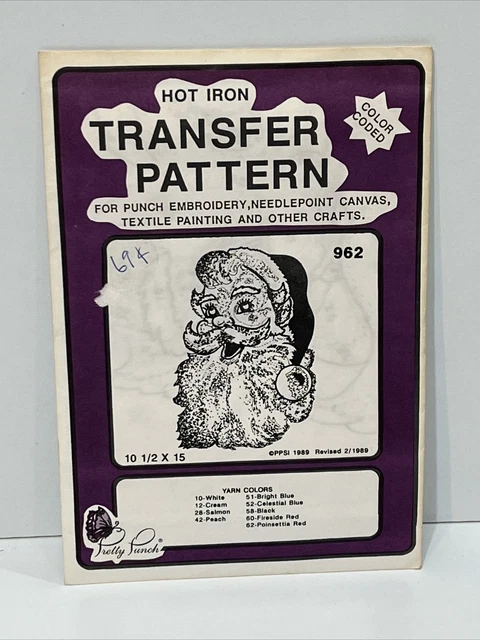 HOT IRON
TRANSFER
PATTERN
COLOR
CODED
FOR PUNCH EMBROIDERY,NEEDLEPOINT CANVAS,
TEXTILE PAINTING AND OTHER CRAFTS.
69¢
962
10 1/2 X 15
©PPSI 1989 Revised 2/1989
YARN COLORS
10-White 51-Bright Blue
12-Cream 52-Celestial Blue
28-Salmon 58-Black
42-Peach 60-Fireside Red
62-Poinsettia Red
Pretty Punch®